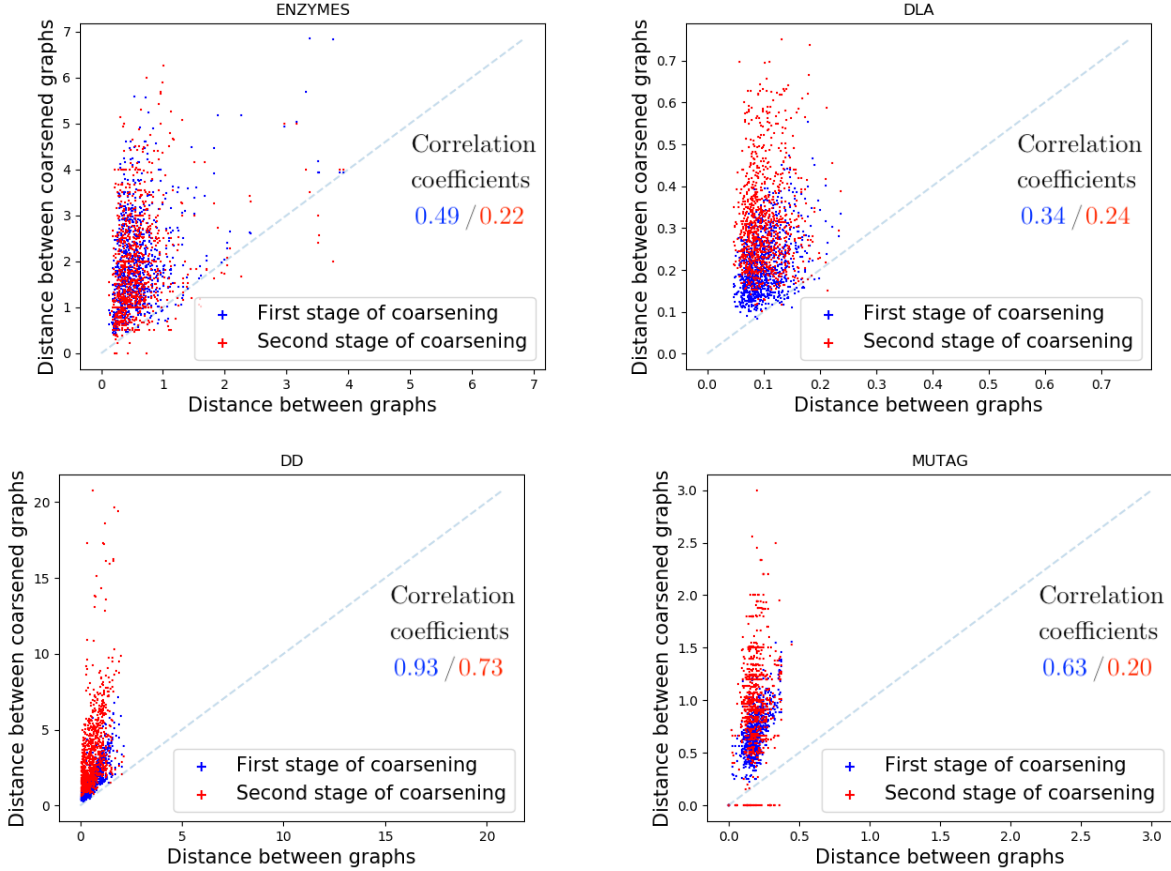 ENZYMES
Distance between coarsened graphs
7
6
5
4
3
2
1
0
Correlation
coefficients
0.49 / 0.22
+ First stage of coarsening
+ Second stage of coarsening
0 1 2 3 4 5 6 7
Distance between graphs
DLA
Distance between coarsened graphs
0.7
0.6
0.5
0.4
0.3
0.2
0.1
0.0
Correlation
coefficients
0.34 / 0.24
+ First stage of coarsening
+ Second stage of coarsening
0.0 0.1 0.2 0.3 0.4 0.5 0.6 0.7
Distance between graphs
DD
Distance between coarsened graphs
20
15
10
5
0
Correlation
coefficients
0.93 / 0.73
+ First stage of coarsening
+ Second stage of coarsening
0 5 10 15 20
Distance between graphs
MUTAG
Distance between coarsened graphs
3.0
2.5
2.0
1.5
1.0
0.5
0.0
Correlation
coefficients
0.63 / 0.20
+ First stage of coarsening
+ Second stage of coarsening
0.0 0.5 1.0 1.5 2.0 2.5 3.0
Distance between graphs